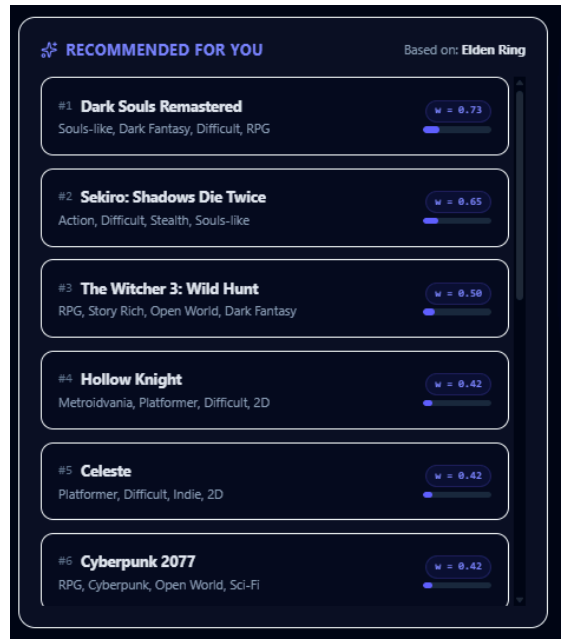 RECOMMENDED FOR YOU
Based on: Elden Ring
#1 Dark Souls Remastered
w = 0.73
Souls-like, Dark Fantasy, Difficult, RPG
#2 Sekiro: Shadows Die Twice
w = 0.65
Action, Difficult, Stealth, Souls-like
#3 The Witcher 3: Wild Hunt
w = 0.50
RPG, Story Rich, Open World, Dark Fantasy
#4 Hollow Knight
w = 0.42
Metroidvania, Platformer, Difficult, 2D
#5 Celeste
w = 0.42
Platformer, Difficult, Indie, 2D
#6 Cyberpunk 2077
w = 0.42
RPG, Cyberpunk, Open World, Sci-Fi